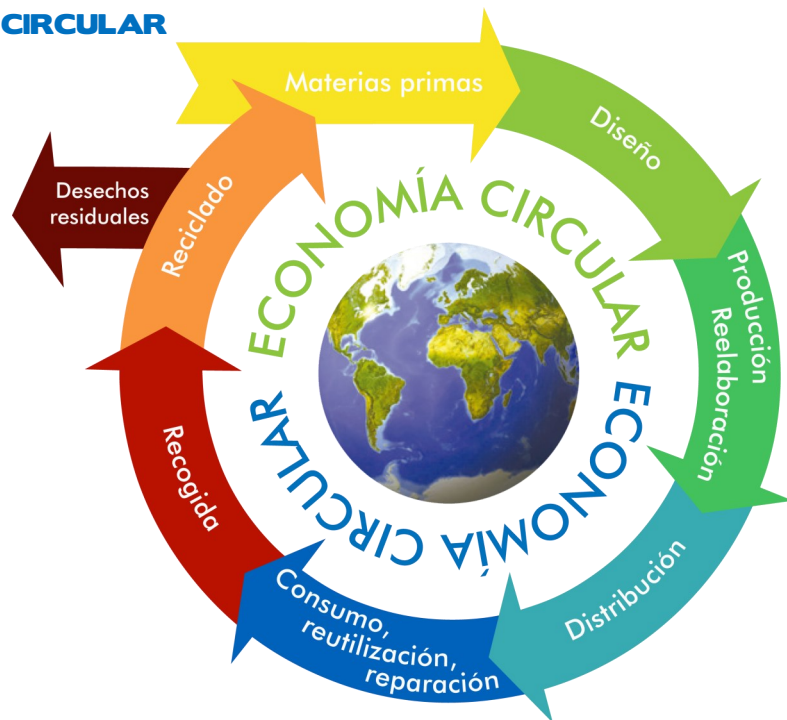 CIRCULAR
Materias primas
Diseño
Producción
Reelaboración
Distribución
Consumo,
reutilización,
reparación
Recogida
Reciclado
Desechos
residuales
ECONOMÍA CIRCULAR
ECONOMÍA CIRCULAR